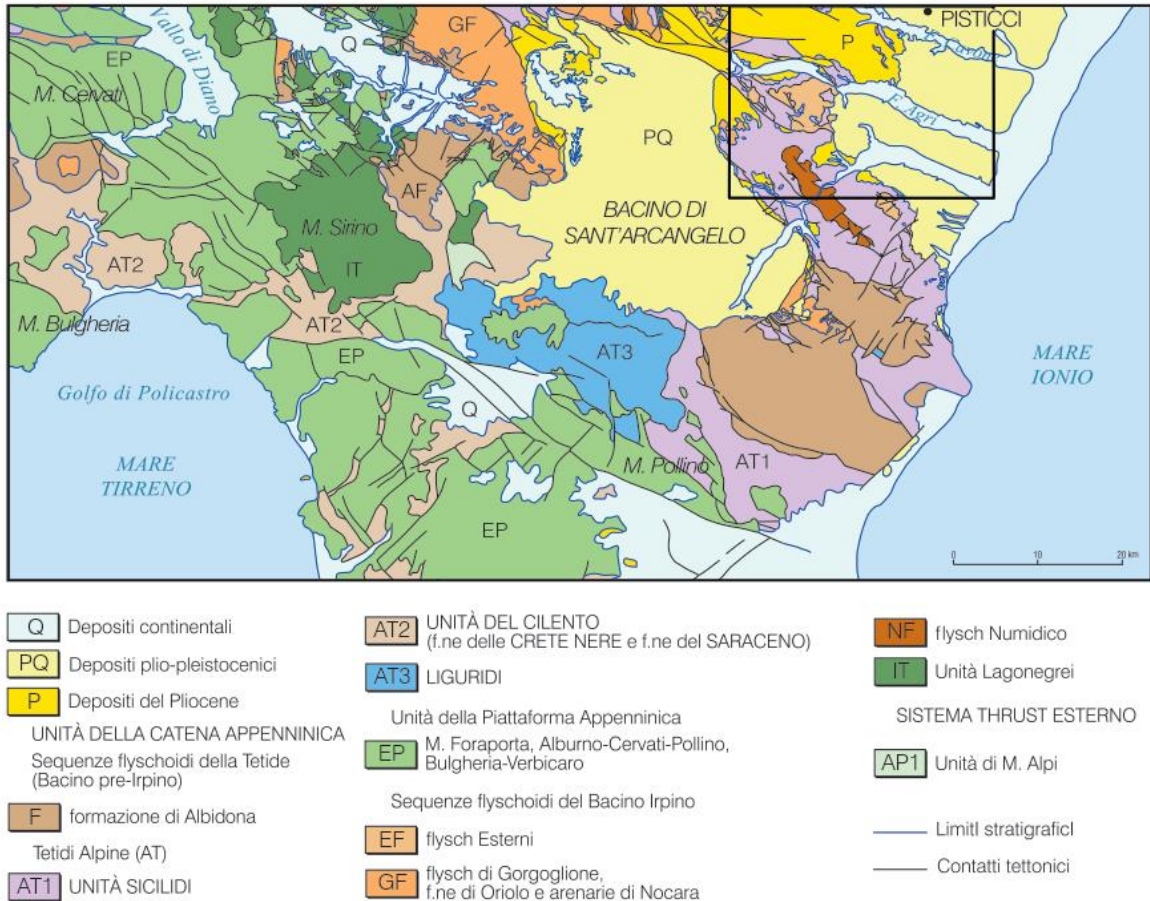 PISTICCI
Vallo di Diano
Q
GF
P
EP
M. Cervati
F. Agri
PQ
AF
BACINO DI
SANT'ARCANGELO
M. Sirino
IT
AT2
M. Bulgheria
AT2
AT3
EP
MARE
IONIO
Golfo di Policastro
Q
M. Pollino
AT1
MARE
TIRRENO
EP
0 10 20 km
Q Depositi continentali
PQ Depositi plio-pleistocenici
P Depositi del Pliocene
UNITÀ DELLA CATENA APPENNINICA
Sequenze flyschoidi della Tetide
(Bacino pre-Irpino)
F formazione di Albidona
Tetidi Alpine (AT)
AT1 UNITÀ SICILIDI
AT2 UNITÀ DEL CILENTO
(f.ne delle CRETE NERE e f.ne del SARACENO)
AT3 LIGURIDI
Unità della Piattaforma Appenninica
EP M. Foraporta, Alburno-Cervati-Pollino,
Bulgheria-Verbicaro
Sequenze flyschoidi del Bacino Irpino
EF flysch Esterni
GF flysch di Gorgoglione,
f.ne di Oriolo e arenarie di Nocara
NF flysch Numidico
IT Unità Lagonegrei
SISTEMA THRUST ESTERNO
AP1 Unità di M. Alpi
Limitl stratigraficl
Contatti tettonici